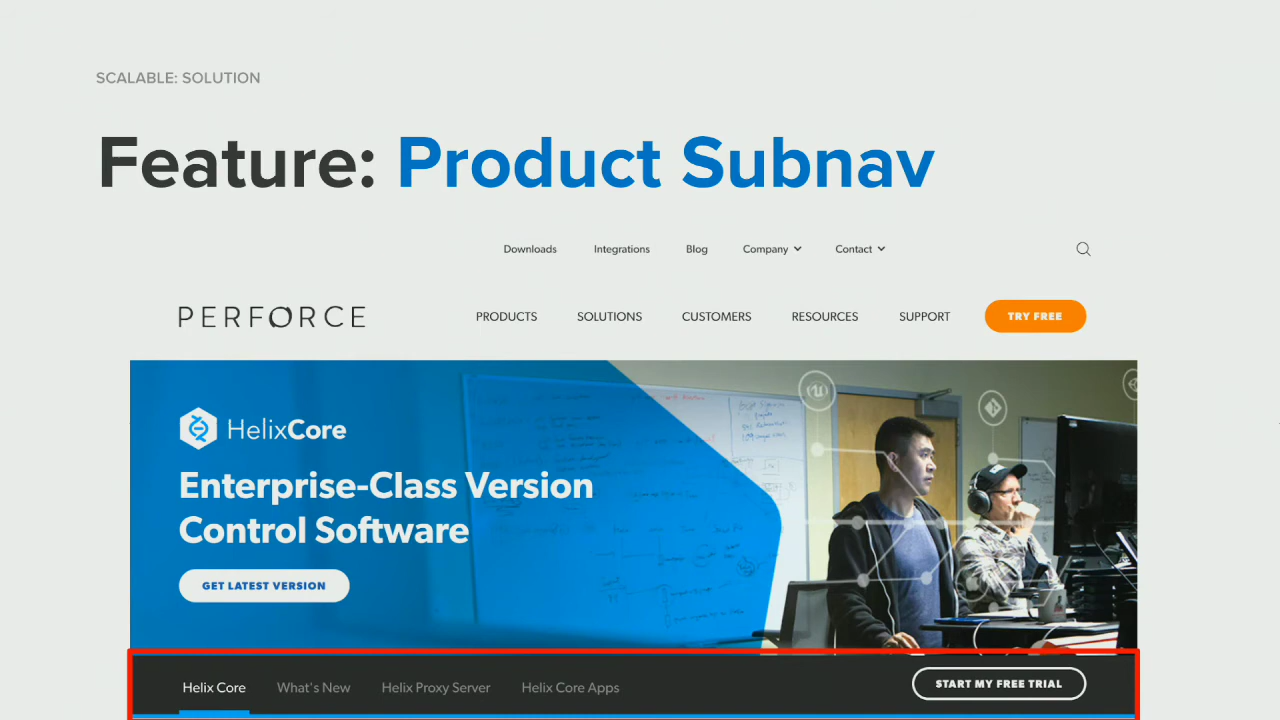 SCALABLE: SOLUTION
Feature: Product Subnav
Downloads Integrations Blog Company Contact
PERFORCE PRODUCTS SOLUTIONS CUSTOMERS RESOURCES SUPPORT TRY FREE
HelixCore
Enterprise-Class Version
Control Software
GET LATEST VERSION
Helix Core What's New Helix Proxy Server Helix Core Apps START MY FREE TRIAL